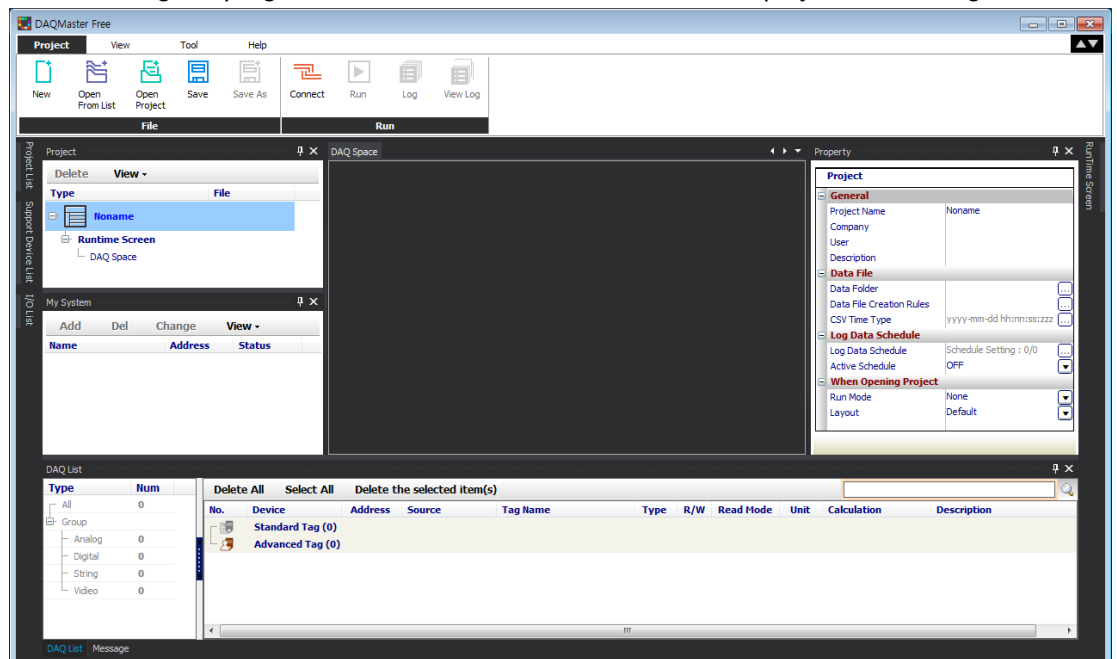 DAQMaster Free
Project View Tool Help
New Open From List Open Project Save Save As Connect Run Log View Log
File Run
Project List
Support Device List
I/O List
Project
Delete View
Type File
Noname
Runtime Screen
DAQ Space
My System
Add Del Change View
Name Address Status
DAQ Space
Property
Project
General
Project Name Noname
Company
User
Description
Data File
Data Folder ...
Data File Creation Rules ...
CSV Time Type yyyy-mm-dd hh:nn:ss:zzz ...
Log Data Schedule
Log Data Schedule Schedule Setting : 0/0 ...
Active Schedule OFF
When Opening Project
Run Mode None
Layout Default
RunTime Screen
DAQ List
Type Num
All 0
Group
Analog 0
Digital 0
String 0
Vidieo 0
Delete All Select All Delete the selected item(s)
No. Device Address Source Tag Name Type R/W Read Mode Unit Calculation Description
Standard Tag (0)
Advanced Tag (0)
DAQ List Message